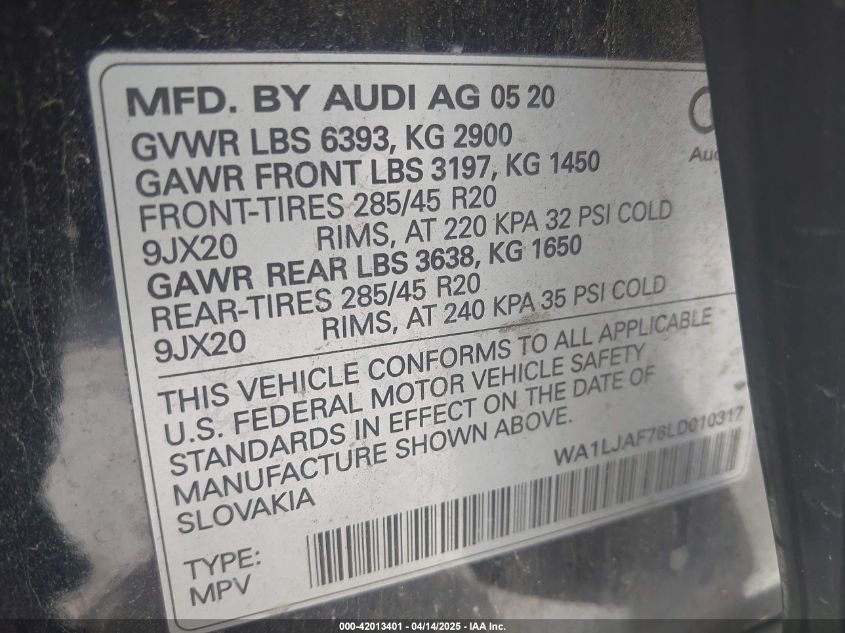 MFD. BY AUDI AG 05 20
GVWR LBS 6393, KG 2900
GAWR FRONT LBS 3197, KG 1450
FRONT-TIRES 285/45 R20
9JX20 RIMS, AT 220 KPA 32 PSI COLD
GAWR REAR LBS 3638, KG 1650
REAR-TIRES 285/45 R20
9JX20 RIMS, AT 240 KPA 35 PSI COLD
THIS VEHICLE CONFORMS TO ALL APPLICABLE
U.S. FEDERAL MOTOR VEHICLE SAFETY
STANDARDS IN EFFECT ON THE DATE OF
MANUFACTURE SHOWN ABOVE.
SLOVAKIA
WA1LJAF76LD010317
TYPE:
MPV
000-42013401 - 04/14/2025 - IAA Inc.